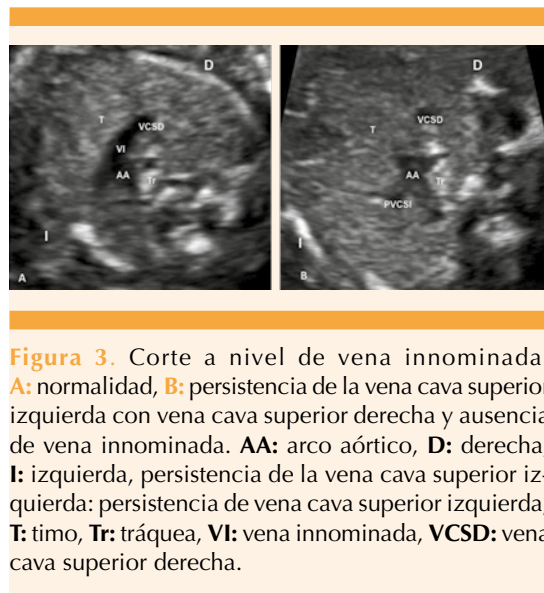 D
T
VCSD
VI
AA
Tr
I
A
D
T
VCSD
AA
Tr
PVCSI
I
B
Figura 3. Corte a nivel de vena innominada
A: normalidad, B: persistencia de la vena cava superior
izquierda con vena cava superior derecha y ausencia
de vena innominada. AA: arco aórtico, D: derecha,
I: izquierda, persistencia de la vena cava superior iz-
quierda: persistencia de vena cava superior izquierda,
T: timo, Tr: tráquea, VI: vena innominada, VCSD: vena
cava superior derecha.